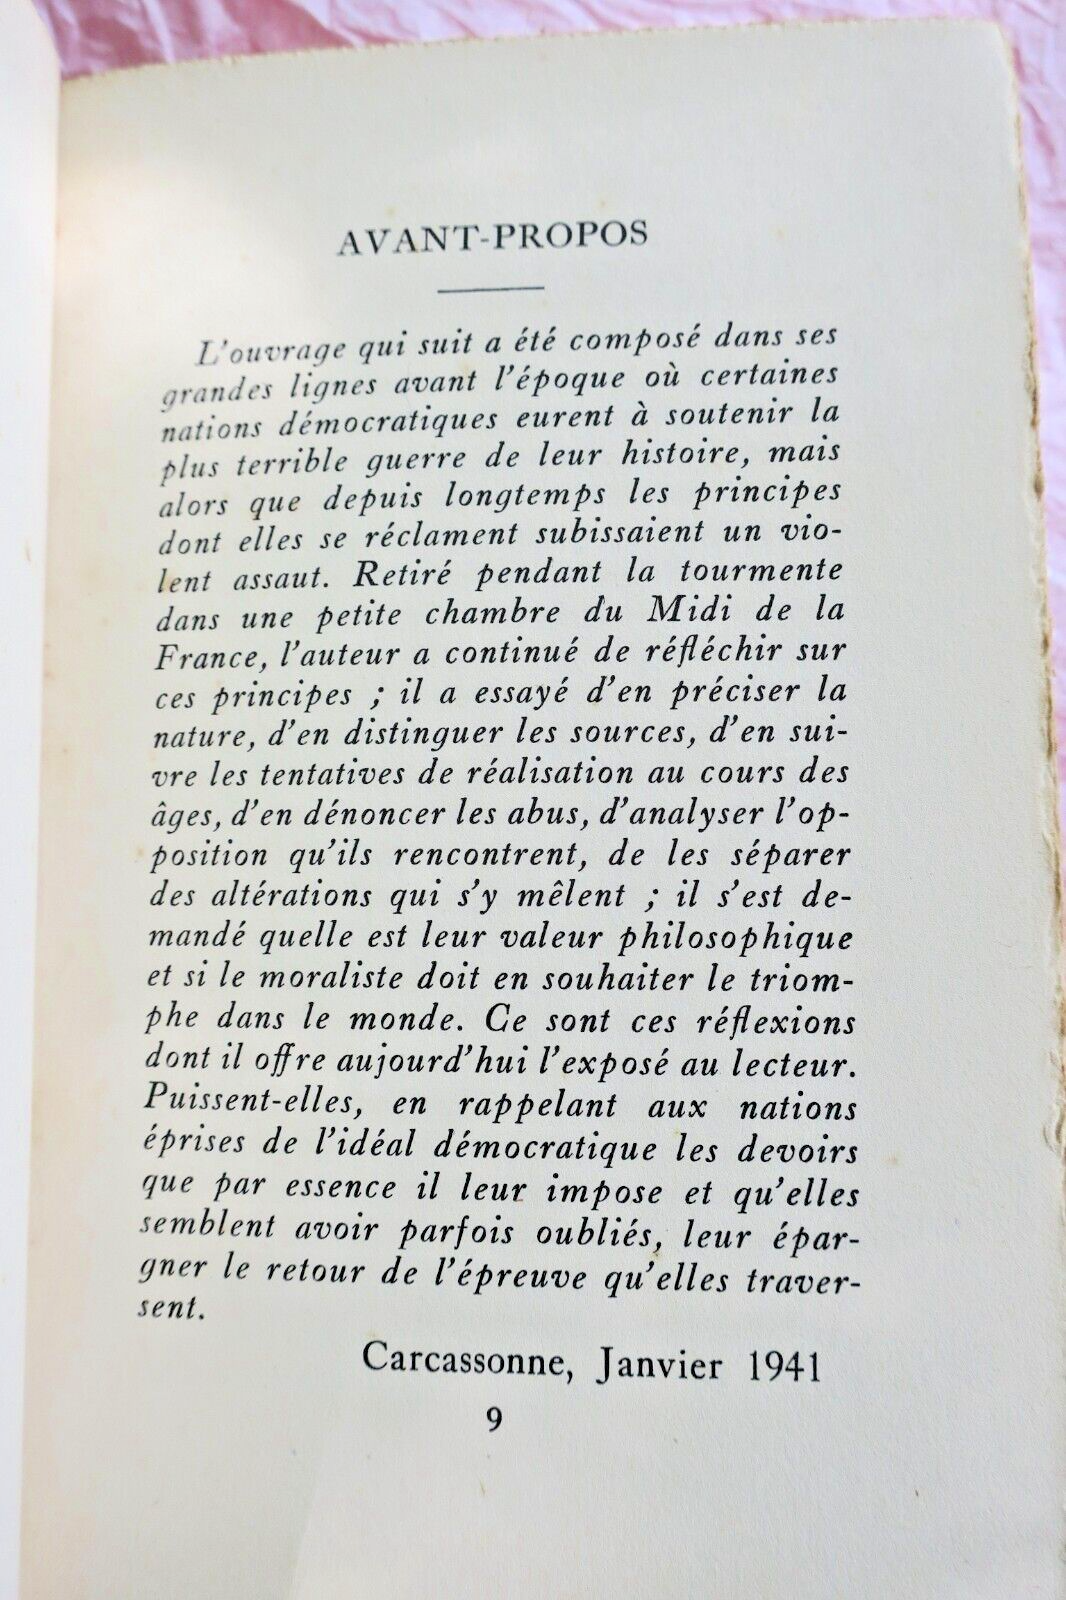 AVANT-PROPOS
L'ouvrage qui suit a été composé dans ses
grandes lignes avant l'époque où certaines
nations démocratiques eurent à soutenir la
plus terrible guerre de leur histoire, mais
alors que depuis longtemps les principes
dont elles se réclament subissaient un vio-
lent assaut. Retiré pendant la tourmente
dans une petite chambre du Midi de la
France, l'auteur a continué de réfléchir sur
ces principes ; il a essayé d'en préciser la
nature, d'en distinguer les sources, d'en sui-
vre les tentatives de réalisation au cours des
âges, d'en dénoncer les abus, d'analyser l'op-
position qu'ils rencontrent, de les séparer
des altérations qui s'y mêlent ; il s'est de-
mandé quelle est leur valeur philosophique
et si le moraliste doit en souhaiter le triom-
phe dans le monde. Ce sont ces réflexions
dont il offre aujourd'hui l'exposé au lecteur.
Puissent-elles, en rappelant aux nations
éprises de l'idéal démocratique les devoirs
que par essence il leur impose et qu'elles
semblent avoir parfois oubliés, leur épar-
gner le retour de l'épreuve qu'elles traver-
sent.
Carcassonne, Janvier 1941
9